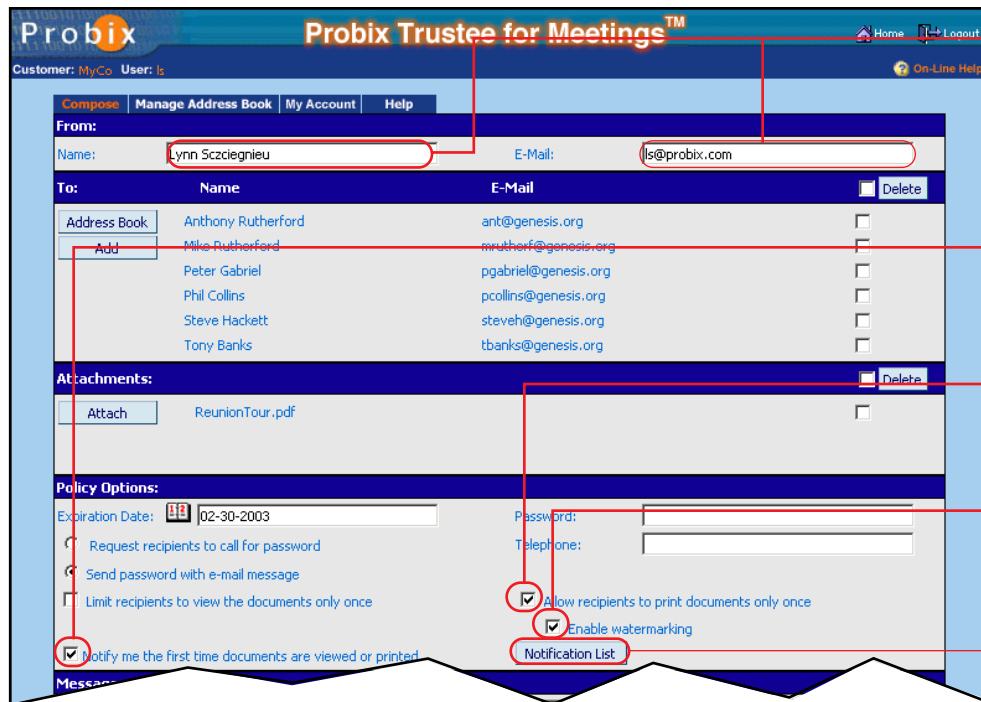 Probix
Probix Trustee for Meetings™
Home Logout
Customer: MyCo User: ls
On-Line Help
Compose Manage Address Book My Account Help
From:
Name: Lynn Sczciegnieu E-Mail: ls@probix.com
To: Name E-Mail Delete
Address Book Anthony Rutherford ant@genesis.org
Add Mike Rutherford mrutherf@genesis.org
Peter Gabriel pgabriel@genesis.org
Phil Collins pcollins@genesis.org
Steve Hackett steveh@genesis.org
Tony Banks tbanks@genesis.org
Attachments: Delete
Attach ReunionTour.pdf
Policy Options:
Expiration Date: 02-30-2003 Password:
Request recipients to call for password Telephone:
Send password with e-mail message
Limit recipients to view the documents only once Allow recipients to print documents only once
Enable watermarking
Notify me the first time documents are viewed or printed Notification List